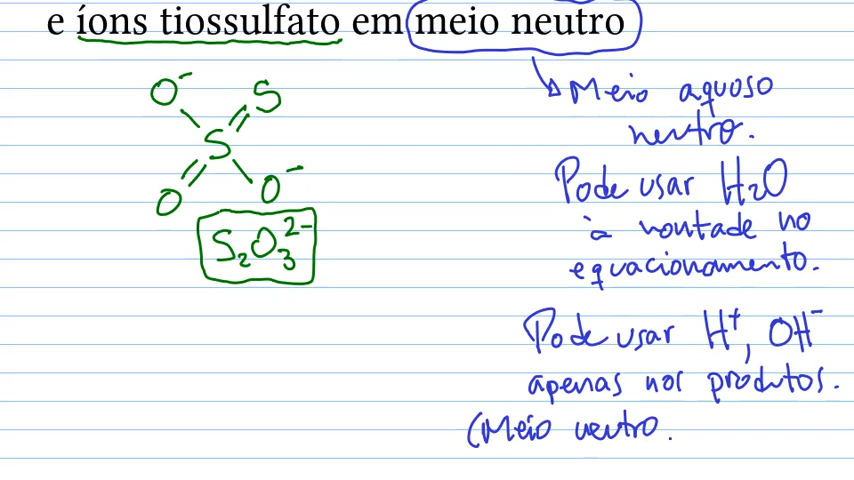 e íons tiossulfato em meio neutro
O⁻ S
S
O O⁻
S₂O₃²⁻
Meio aquoso
neutro.
Pode usar H₂O
à vontade no
equacionamento.
Pode usar H⁺, OH⁻
apenas nos produtos.
(Meio neutro.